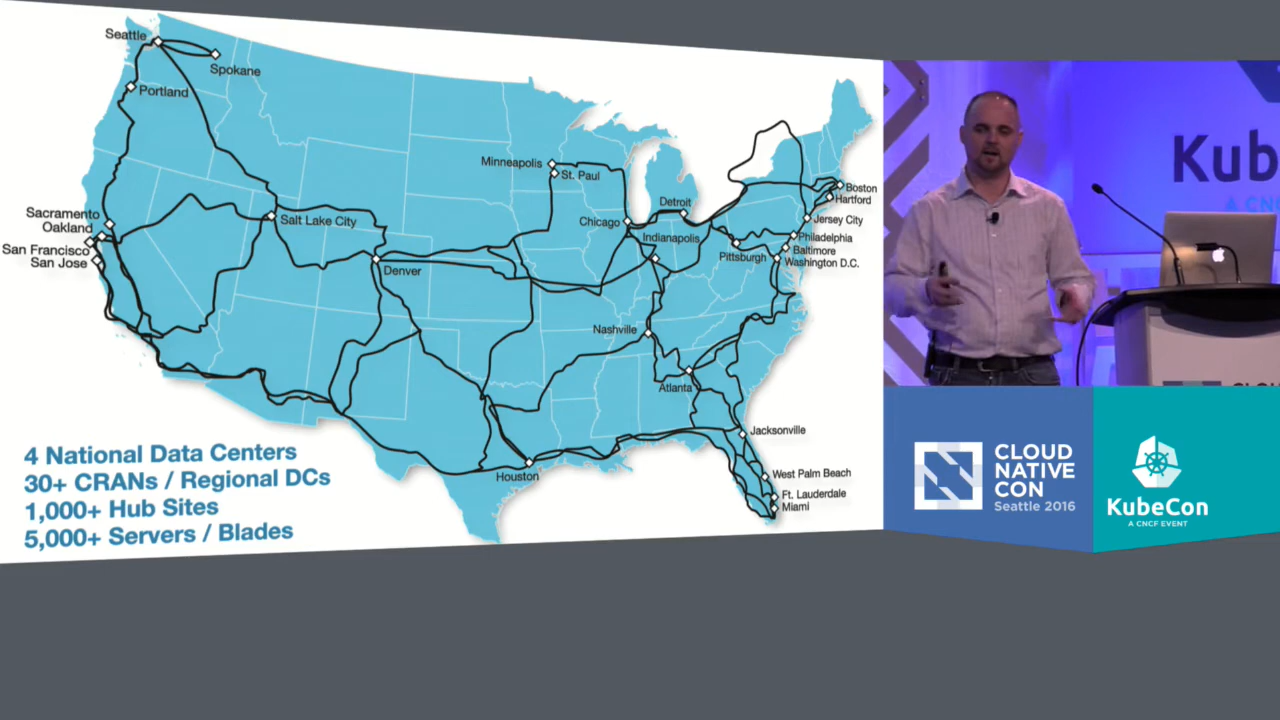 Seattle
Spokane
Portland
Minneapolis
St. Paul
Sacramento
Oakland
San Francisco
San Jose
Salt Lake City
Denver
Chicago
Detroit
Indianapolis
Boston
Hartford
Jersey City
Philadelphia
Baltimore
Pittsburgh
Washington D.C.
Nashville
Atlanta
Jacksonville
Houston
West Palm Beach
Ft. Lauderdale
Miami
4 National Data Centers
30+ CRANs / Regional DCs
1,000+ Hub Sites
5,000+ Servers / Blades
Kub
A CNC
CLOU
CLOUD
NATIVE
CON
Seattle 2016
KubeCon
A CNCF EVENT